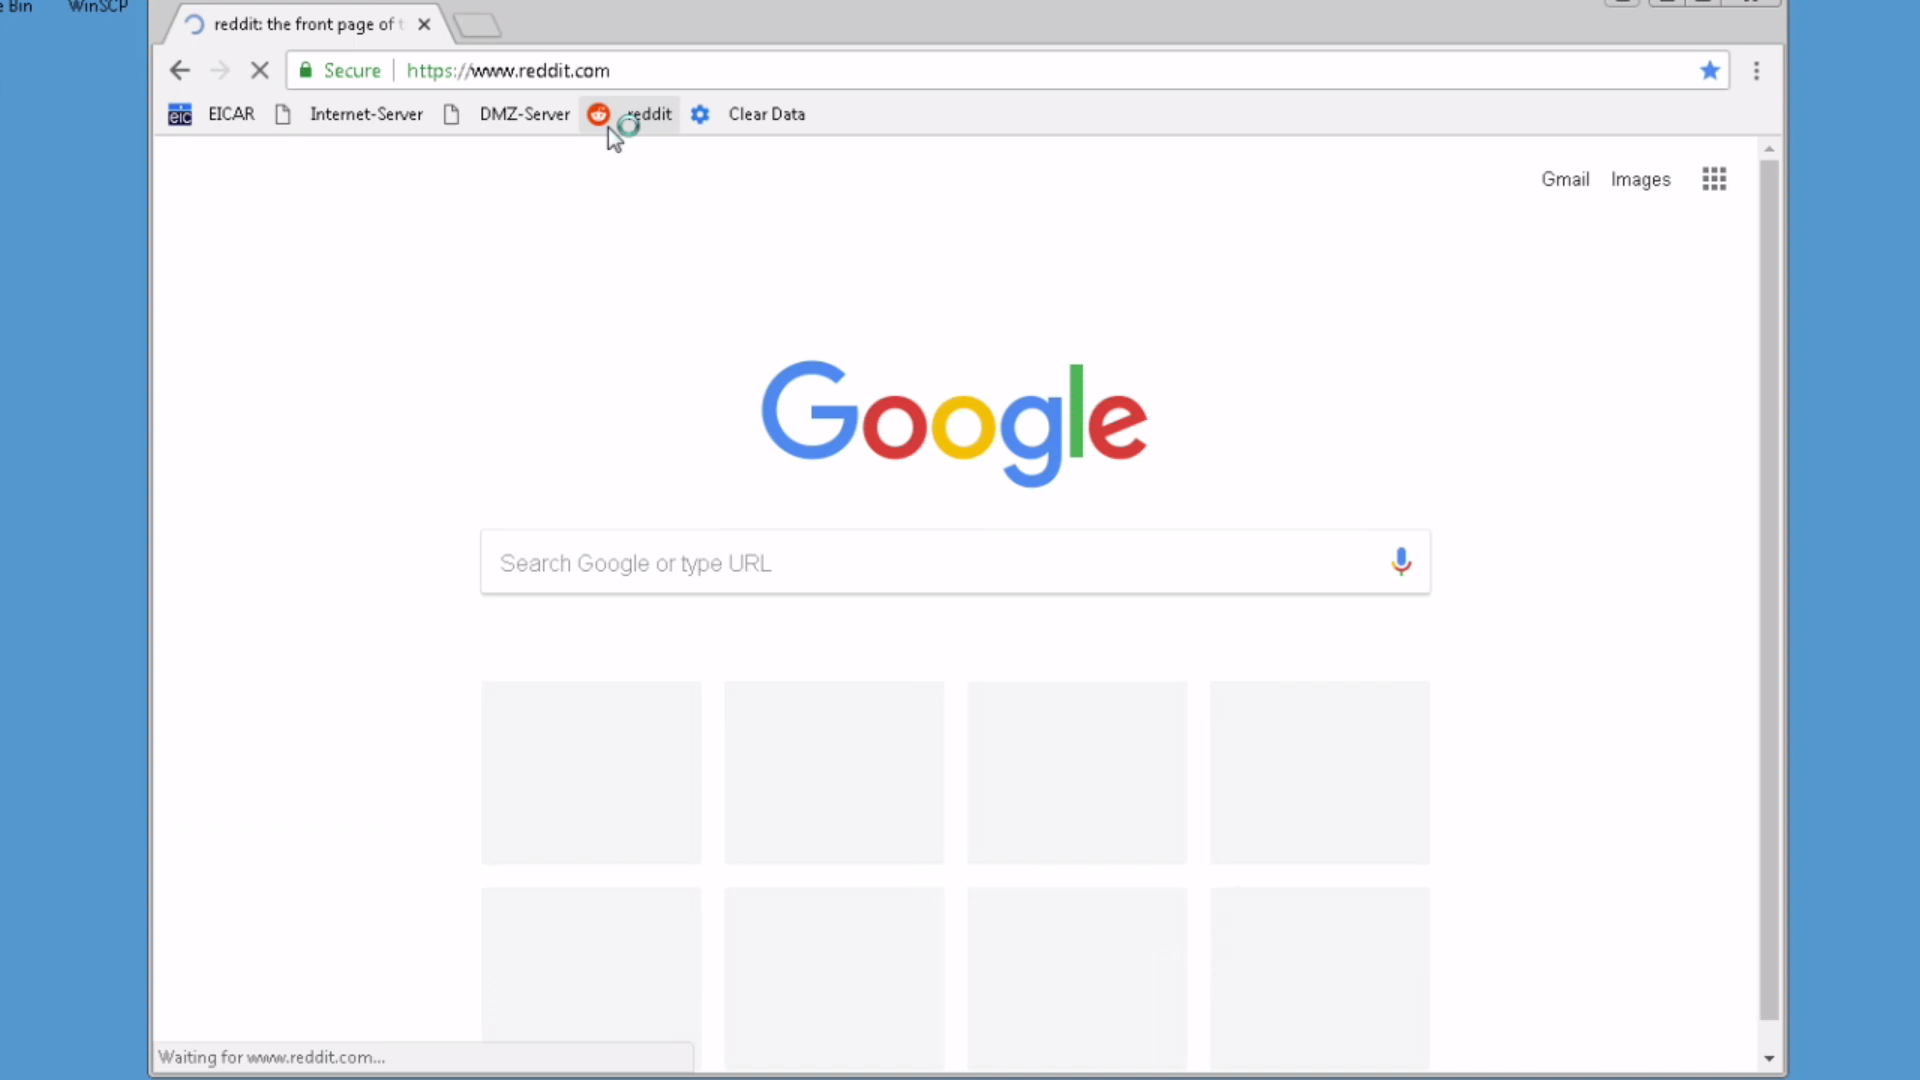 e Bin WinSCP
reddit: the front page of t
Secure https://www.reddit.com
EICAR Internet-Server DMZ-Server reddit Clear Data
Gmail Images
Google
Search Google or type URL
Waiting for www.reddit.com...